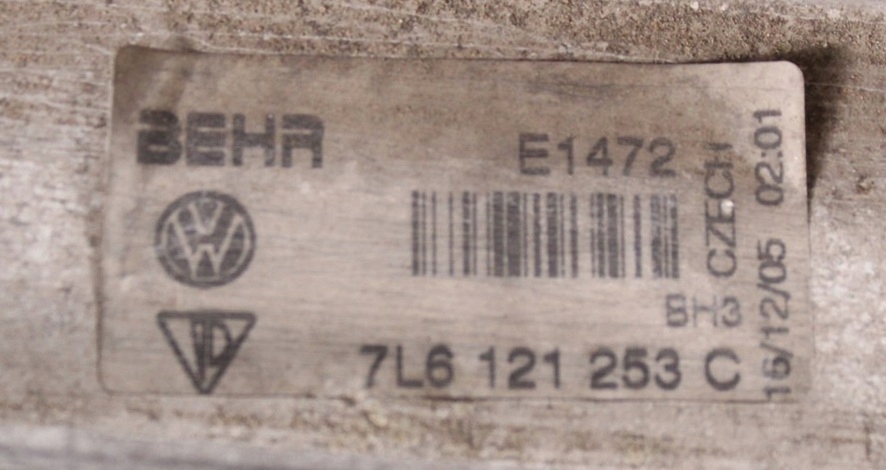 BEHR
E1472
CZECH
16/12/05 02:01
BH3
7L6 121 253 C